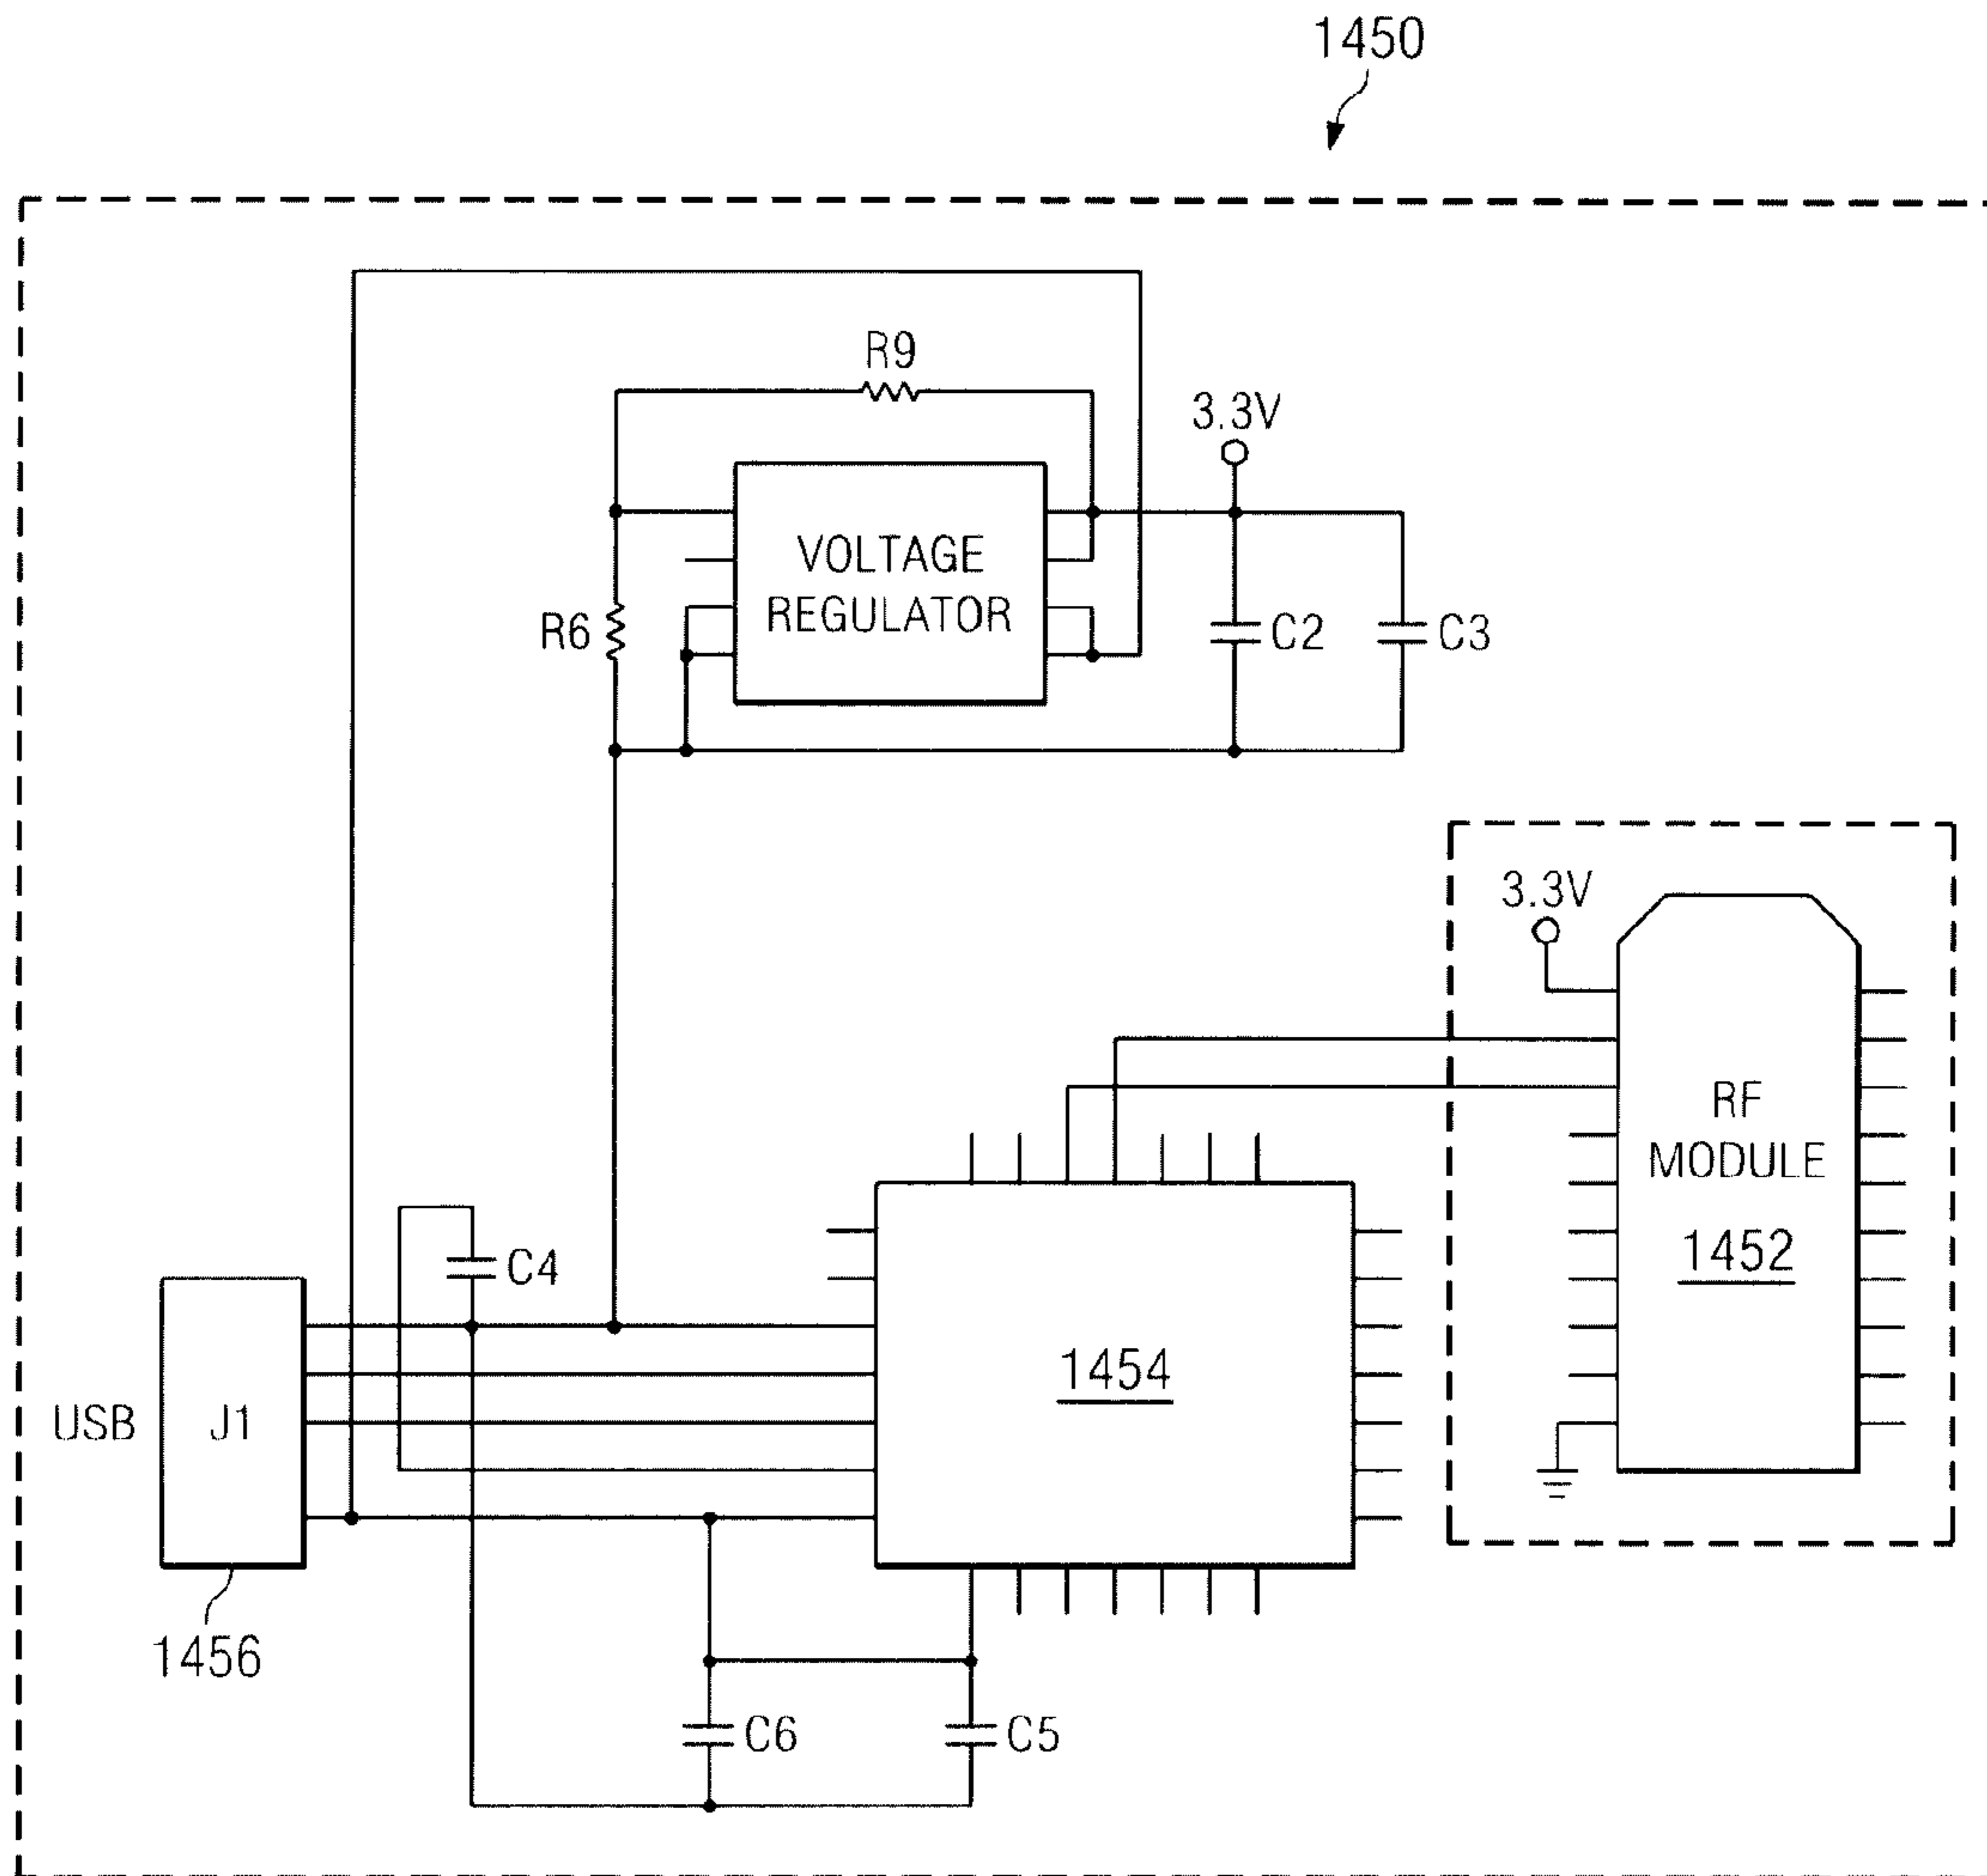 1450
R9
3.3V
VOLTAGE
REGULATOR
R6
C2
C3
3.3V
RF
MODULE
1452
C4
1454
USB
J1
1456
C6
C5